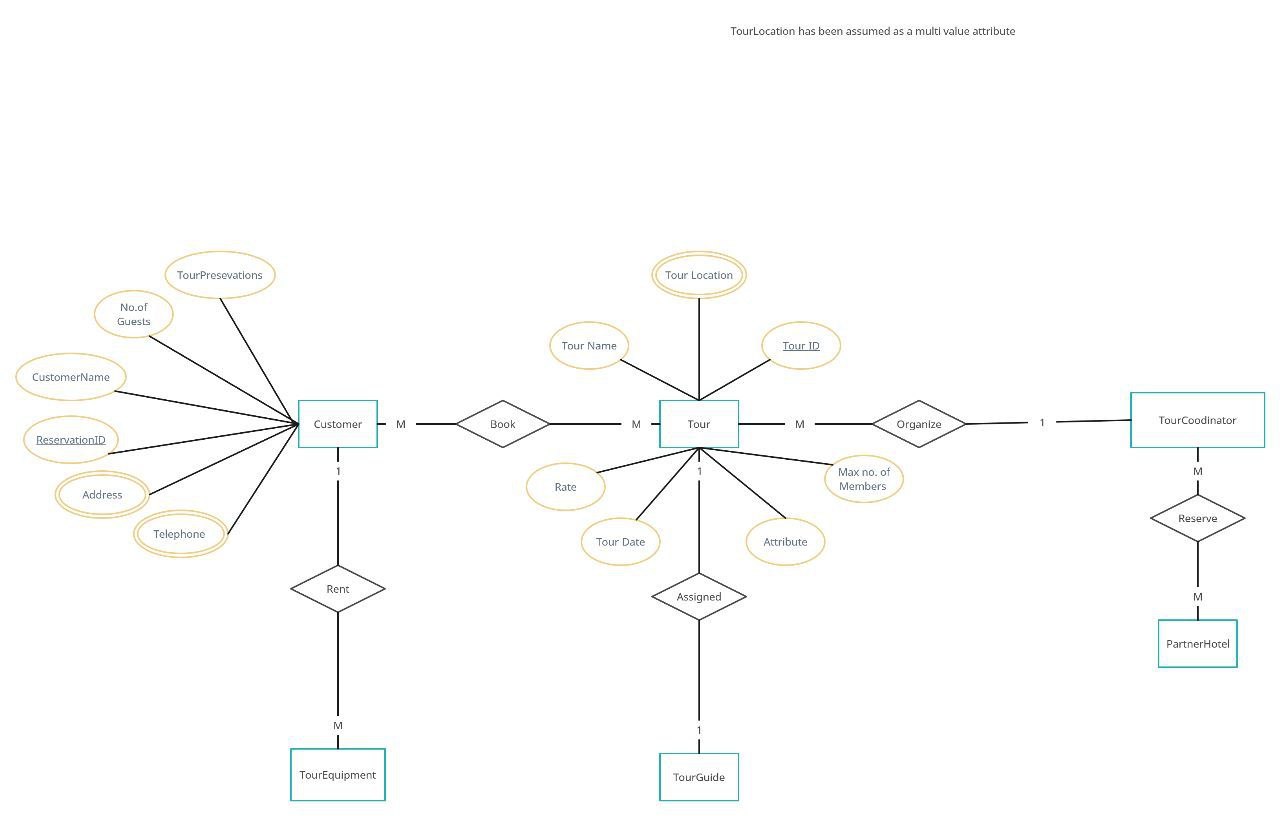 TourLocation has been assumed as a multi value attribute
TourPresevations
Tour Location
No.of
Guests
Tour Name
Tour ID
CustomerName
Customer
M
Book
M
Tour
M
Organize
1
TourCoodinator
ReservationID
1
1
M
Rate
Max no. of
Members
Address
Reserve
Telephone
Tour Date
Attribute
Rent
Assigned
M
PartnerHotel
M
1
TourEquipment
TourGuide